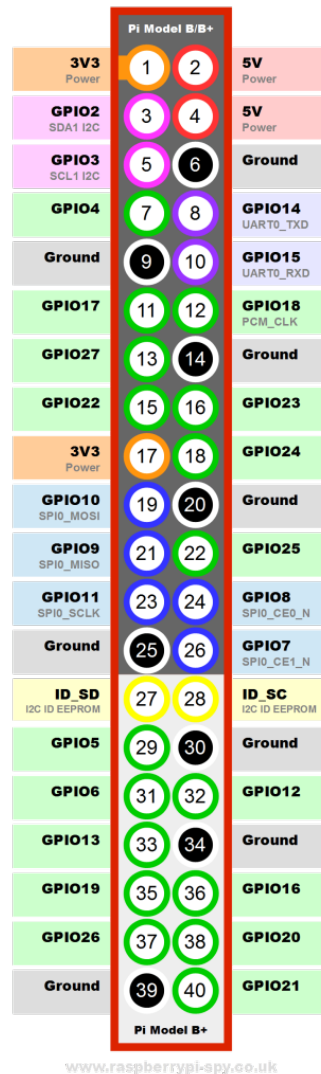 Pi Model B/B+
3V3 1 2 5V
Power Power
GPIO2 3 4 5V
SDA1 I2C Power
GPIO3 5 6 Ground
SCL1 I2C
GPIO4 7 8 GPIO14
UART0_TXD
Ground 9 10 GPIO15
UART0_RXD
GPIO17 11 12 GPIO18
PCM_CLK
GPIO27 13 14 Ground
GPIO22 15 16 GPIO23
3V3 17 18 GPIO24
Power
GPIO10 19 20 Ground
SPI0_MOSI
GPIO9 21 22 GPIO25
SPI0_MISO
GPIO11 23 24 GPIO8
SPI0_SCLK SPI0_CE0_N
Ground 25 26 GPIO7
SPI0_CE1_N
ID_SD 27 28 ID_SC
I2C ID EEPROM I2C ID EEPROM
GPIO5 29 30 Ground
GPIO6 31 32 GPIO12
GPIO13 33 34 Ground
GPIO19 35 36 GPIO16
GPIO26 37 38 GPIO20
Ground 39 40 GPIO21
Pi Model B+
www.raspberrypi-spy.co.uk